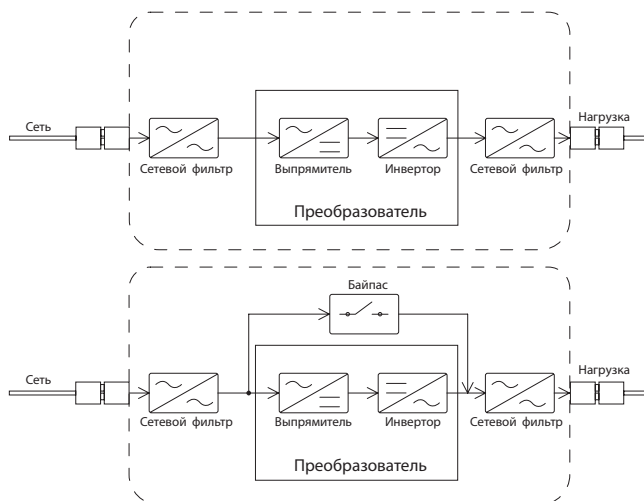 Сеть
Нагрузка
Сетевой фильтр
Выпрямитель
Инвертор
Сетевой фильтр
Преобразователь
Байпас
Сеть
Нагрузка
Сетевой фильтр
Выпрямитель
Инвертор
Сетевой фильтр
Преобразователь